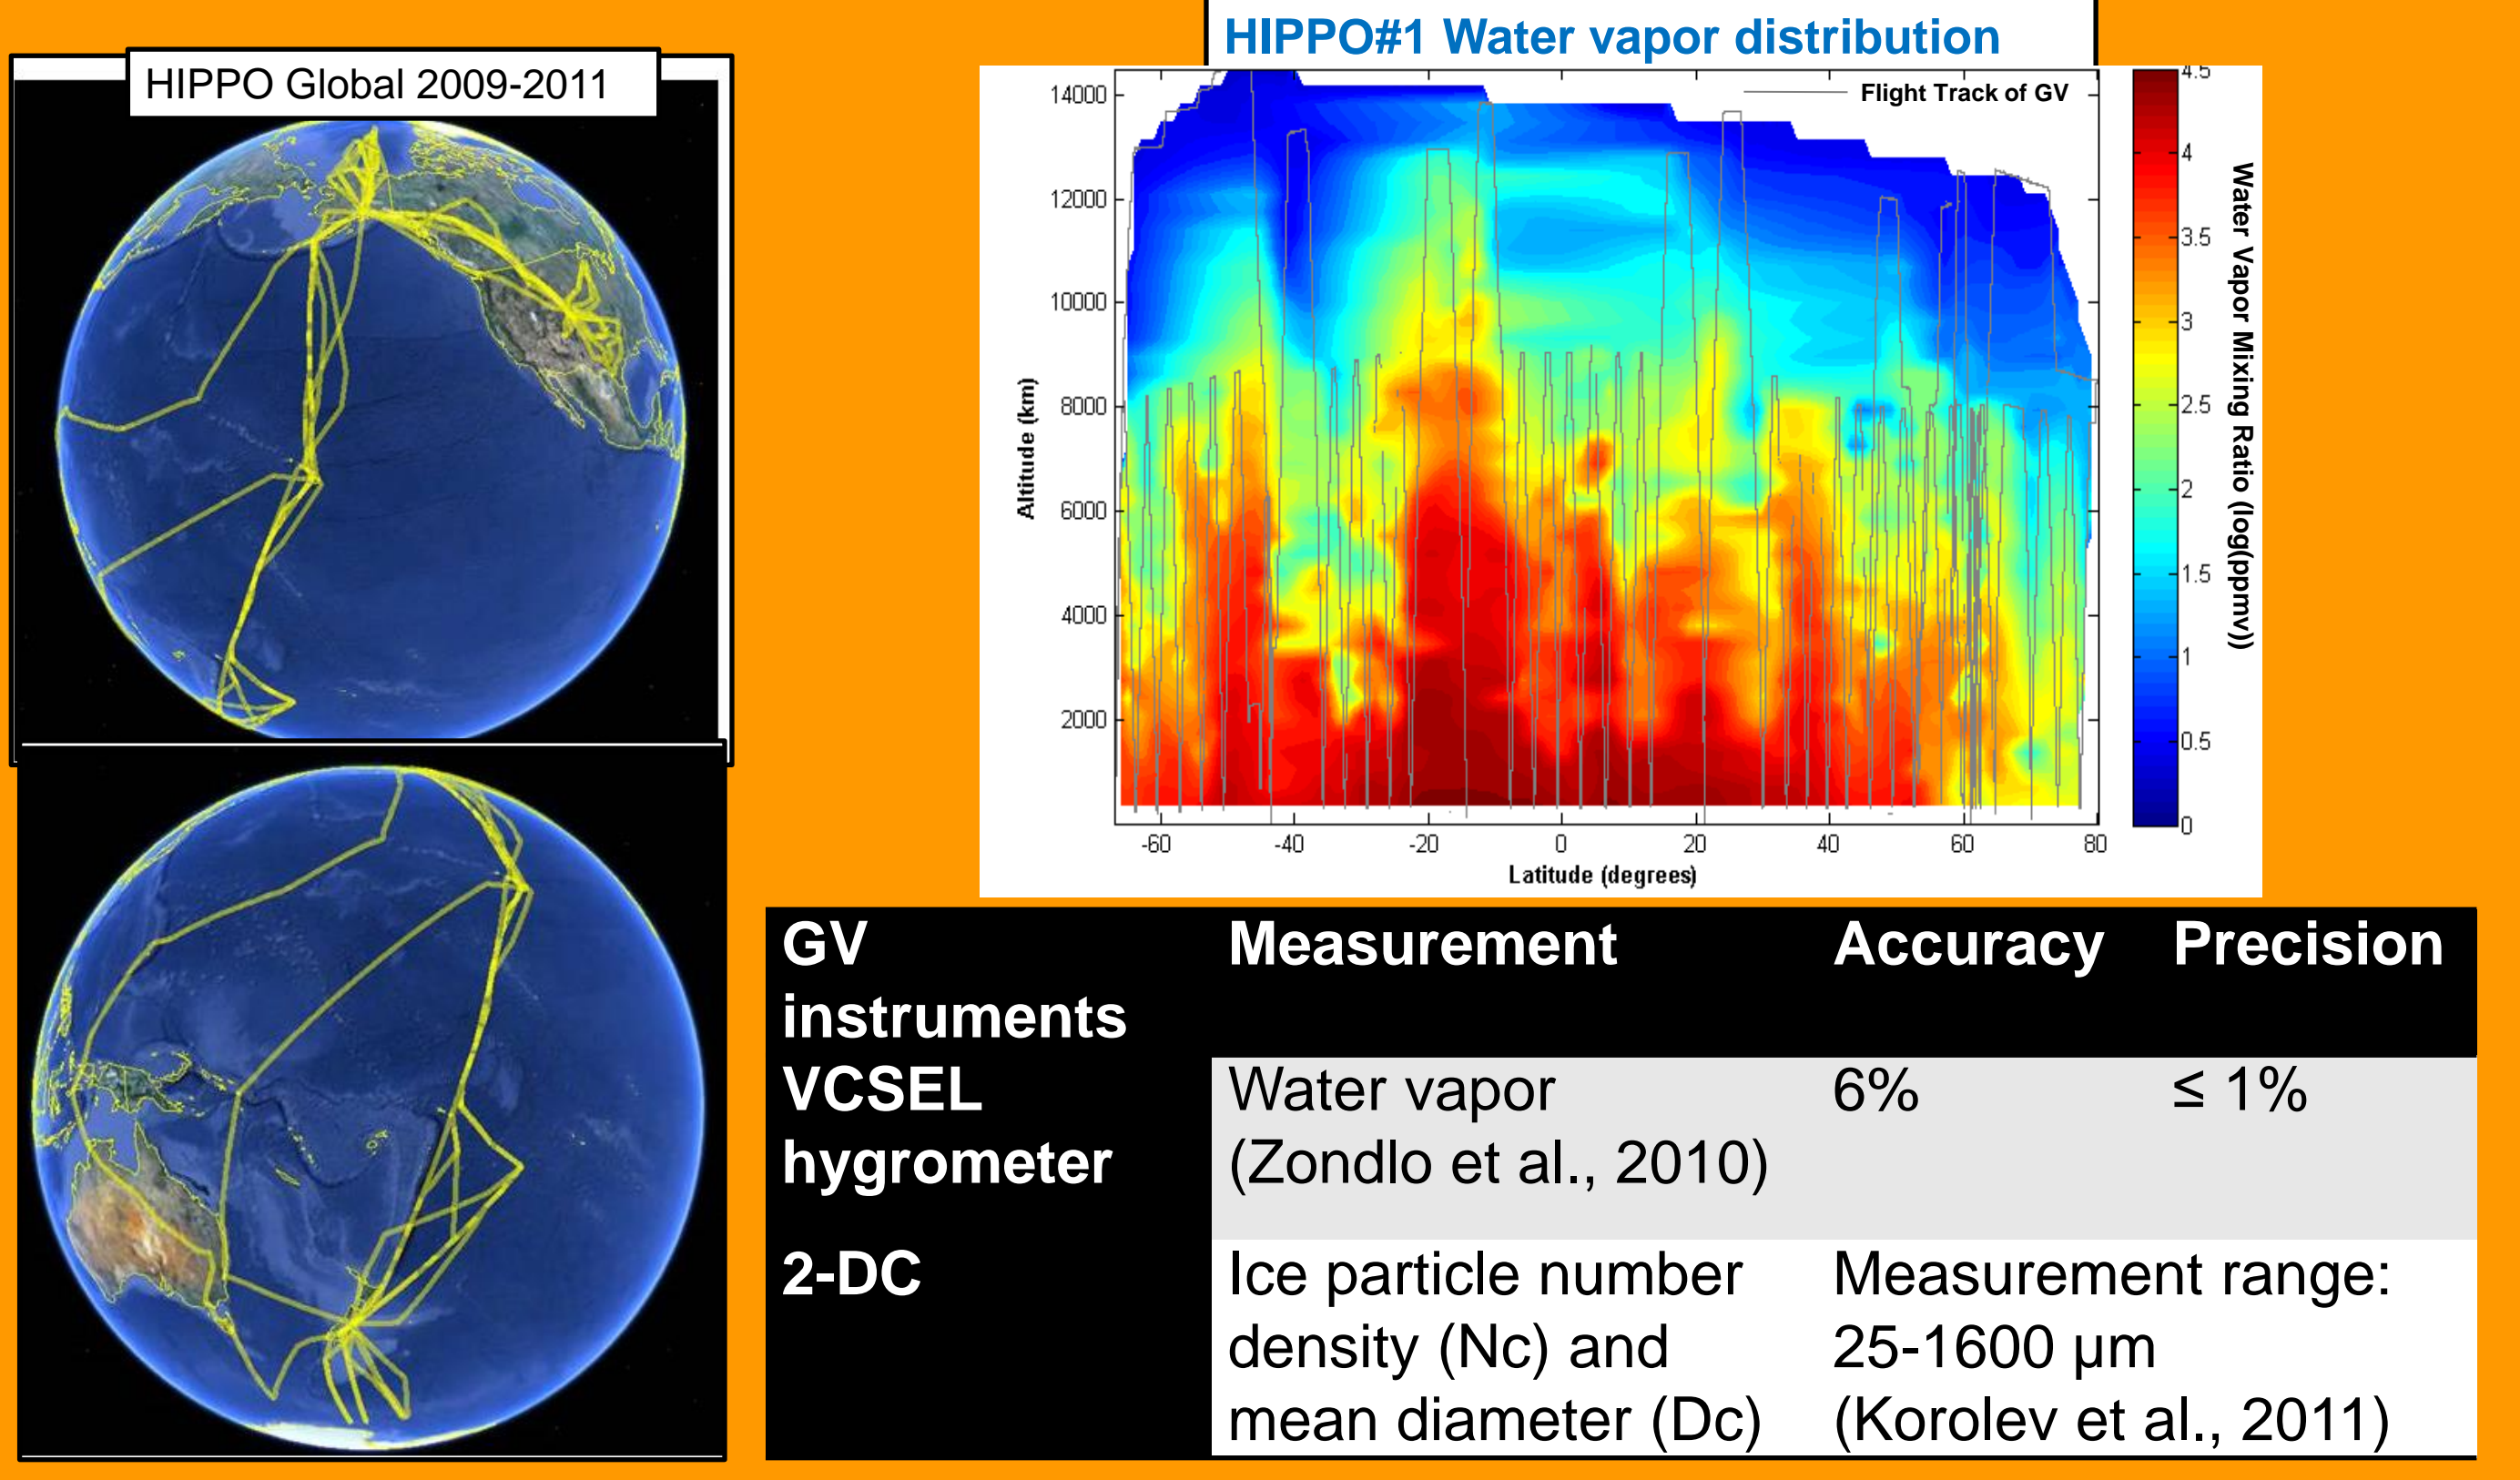 HIPPO Global 2009-2011
HIPPO#1 Water vapor distribution
Flight Track of GV
14000
12000
10000
8000
6000
4000
2000
Altitude (km)
-60 -40 -20 0 20 40 60 80
Latitude (degrees)
4.5
4
3.5
3
2.5
2
1.5
1
0.5
0
Water Vapor Mixing Ratio (log(ppmv))
GV instruments Measurement Accuracy Precision
VCSEL hygrometer
Water vapor
(Zondlo et al., 2010)
6% ≤ 1%
2-DC
Ice particle number
density (Nc) and
mean diameter (Dc)
Measurement range:
25-1600 µm
(Korolev et al., 2011)